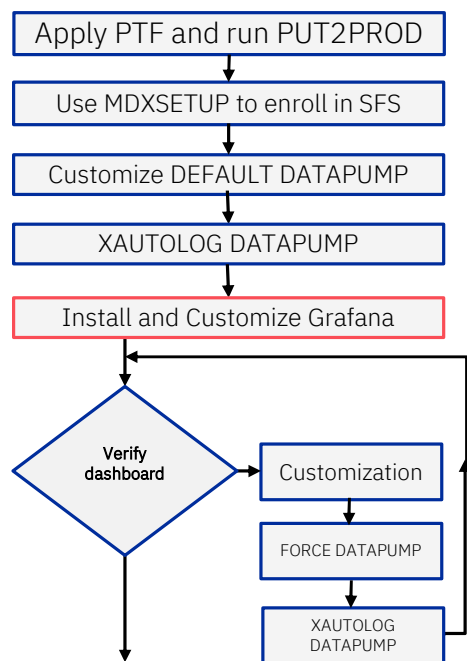 Apply PTF and run PUT2PROD
Use MDXSETUP to enroll in SFS
Customize DEFAULT DATAPUMP
XAUTOLOG DATAPUMP
Install and Customize Grafana
Verify
dashboard
Customization
FORCE DATAPUMP
XAUTOLOG
DATAPUMP